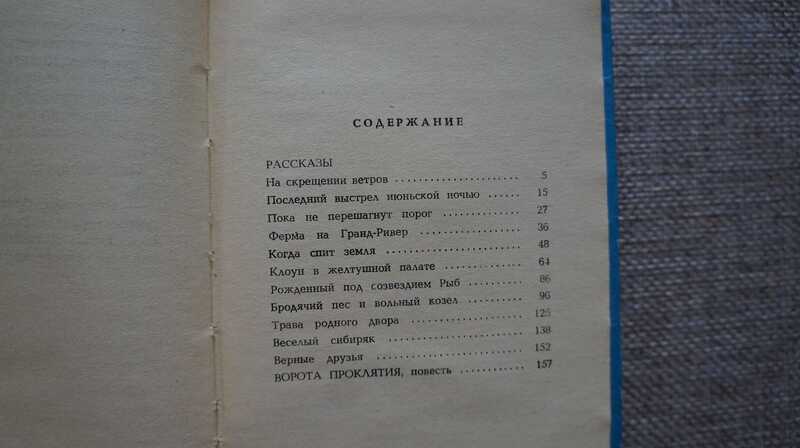 СОДЕРЖАНИЕ
РАССКАЗЫ
На скрещении ветров 5
Последний выстрел июньской ночью 15
Пока не перешагнут порог 27
Ферма на Гранд-Ривер 36
Когда спит земля 48
Клоун в желтушной палате 64
Рожденный под созвездием Рыб 86
Бродячий пес и вольный козел 96
Трава родного двора 125
Веселый сибиряк 138
Верные друзья 152
ВОРОТА ПРОКЛЯТИЯ, повесть 157